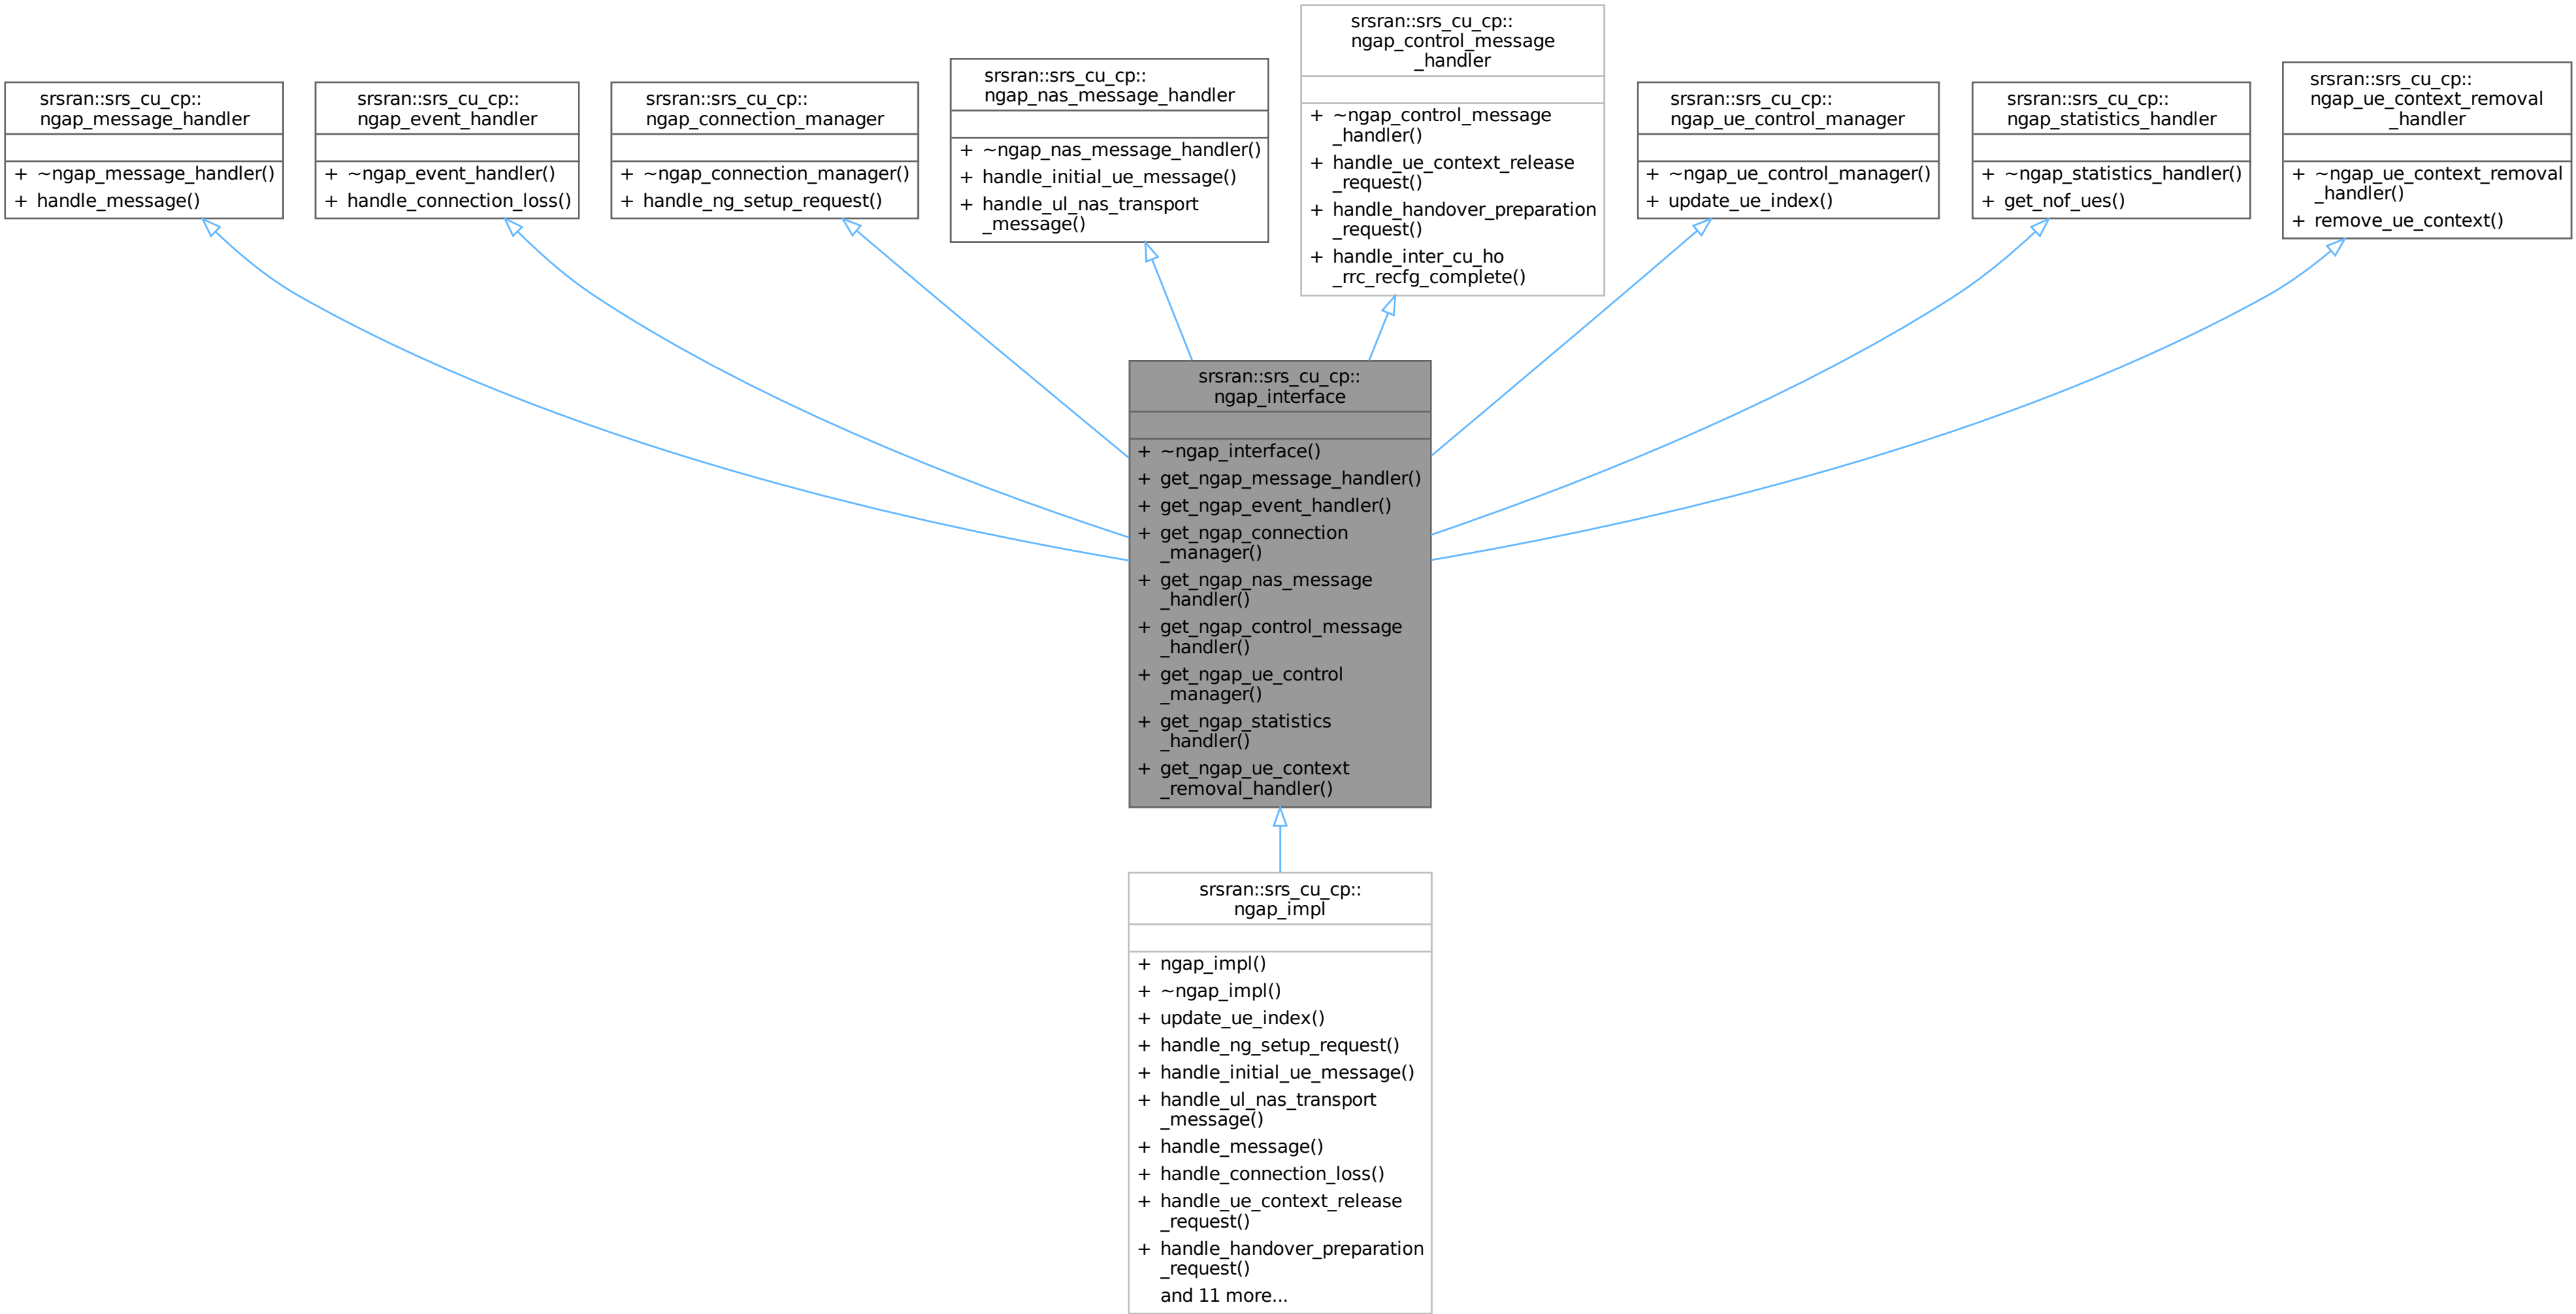 srsran::srs_cu_cp::
ngap_message_handler
+ ~ngap_message_handler()
+ handle_message()
srsran::srs_cu_cp::
ngap_event_handler
+ ~ngap_event_handler()
+ handle_connection_loss()
srsran::srs_cu_cp::
ngap_connection_manager
+ ~ngap_connection_manager()
+ handle_ng_setup_request()
srsran::srs_cu_cp::
ngap_nas_message_handler
+ ~ngap_nas_message_handler()
+ handle_initial_ue_message()
+ handle_ul_nas_transport
_message()
srsran::srs_cu_cp::
ngap_control_message
_handler
+ ~ngap_control_message
_handler()
+ handle_ue_context_release
_request()
+ handle_handover_preparation
_request()
+ handle_inter_cu_ho
_rrc_recfg_complete()
srsran::srs_cu_cp::
ngap_ue_control_manager
+ ~ngap_ue_control_manager()
+ update_ue_index()
srsran::srs_cu_cp::
ngap_statistics_handler
+ ~ngap_statistics_handler()
+ get_nof_ues()
srsran::srs_cu_cp::
ngap_ue_context_removal
_handler
+ ~ngap_ue_context_removal
_handler()
+ remove_ue_context()
srsran::srs_cu_cp::
ngap_interface
+ ~ngap_interface()
+ get_ngap_message_handler()
+ get_ngap_event_handler()
+ get_ngap_connection
_manager()
+ get_ngap_nas_message
_handler()
+ get_ngap_control_message
_handler()
+ get_ngap_ue_control
_manager()
+ get_ngap_statistics
_handler()
+ get_ngap_ue_context
_removal_handler()
srsran::srs_cu_cp::
ngap_impl
+ ngap_impl()
+ ~ngap_impl()
+ update_ue_index()
+ handle_ng_setup_request()
+ handle_initial_ue_message()
+ handle_ul_nas_transport
_message()
+ handle_message()
+ handle_connection_loss()
+ handle_ue_context_release
_request()
+ handle_handover_preparation
_request()
and 11 more...